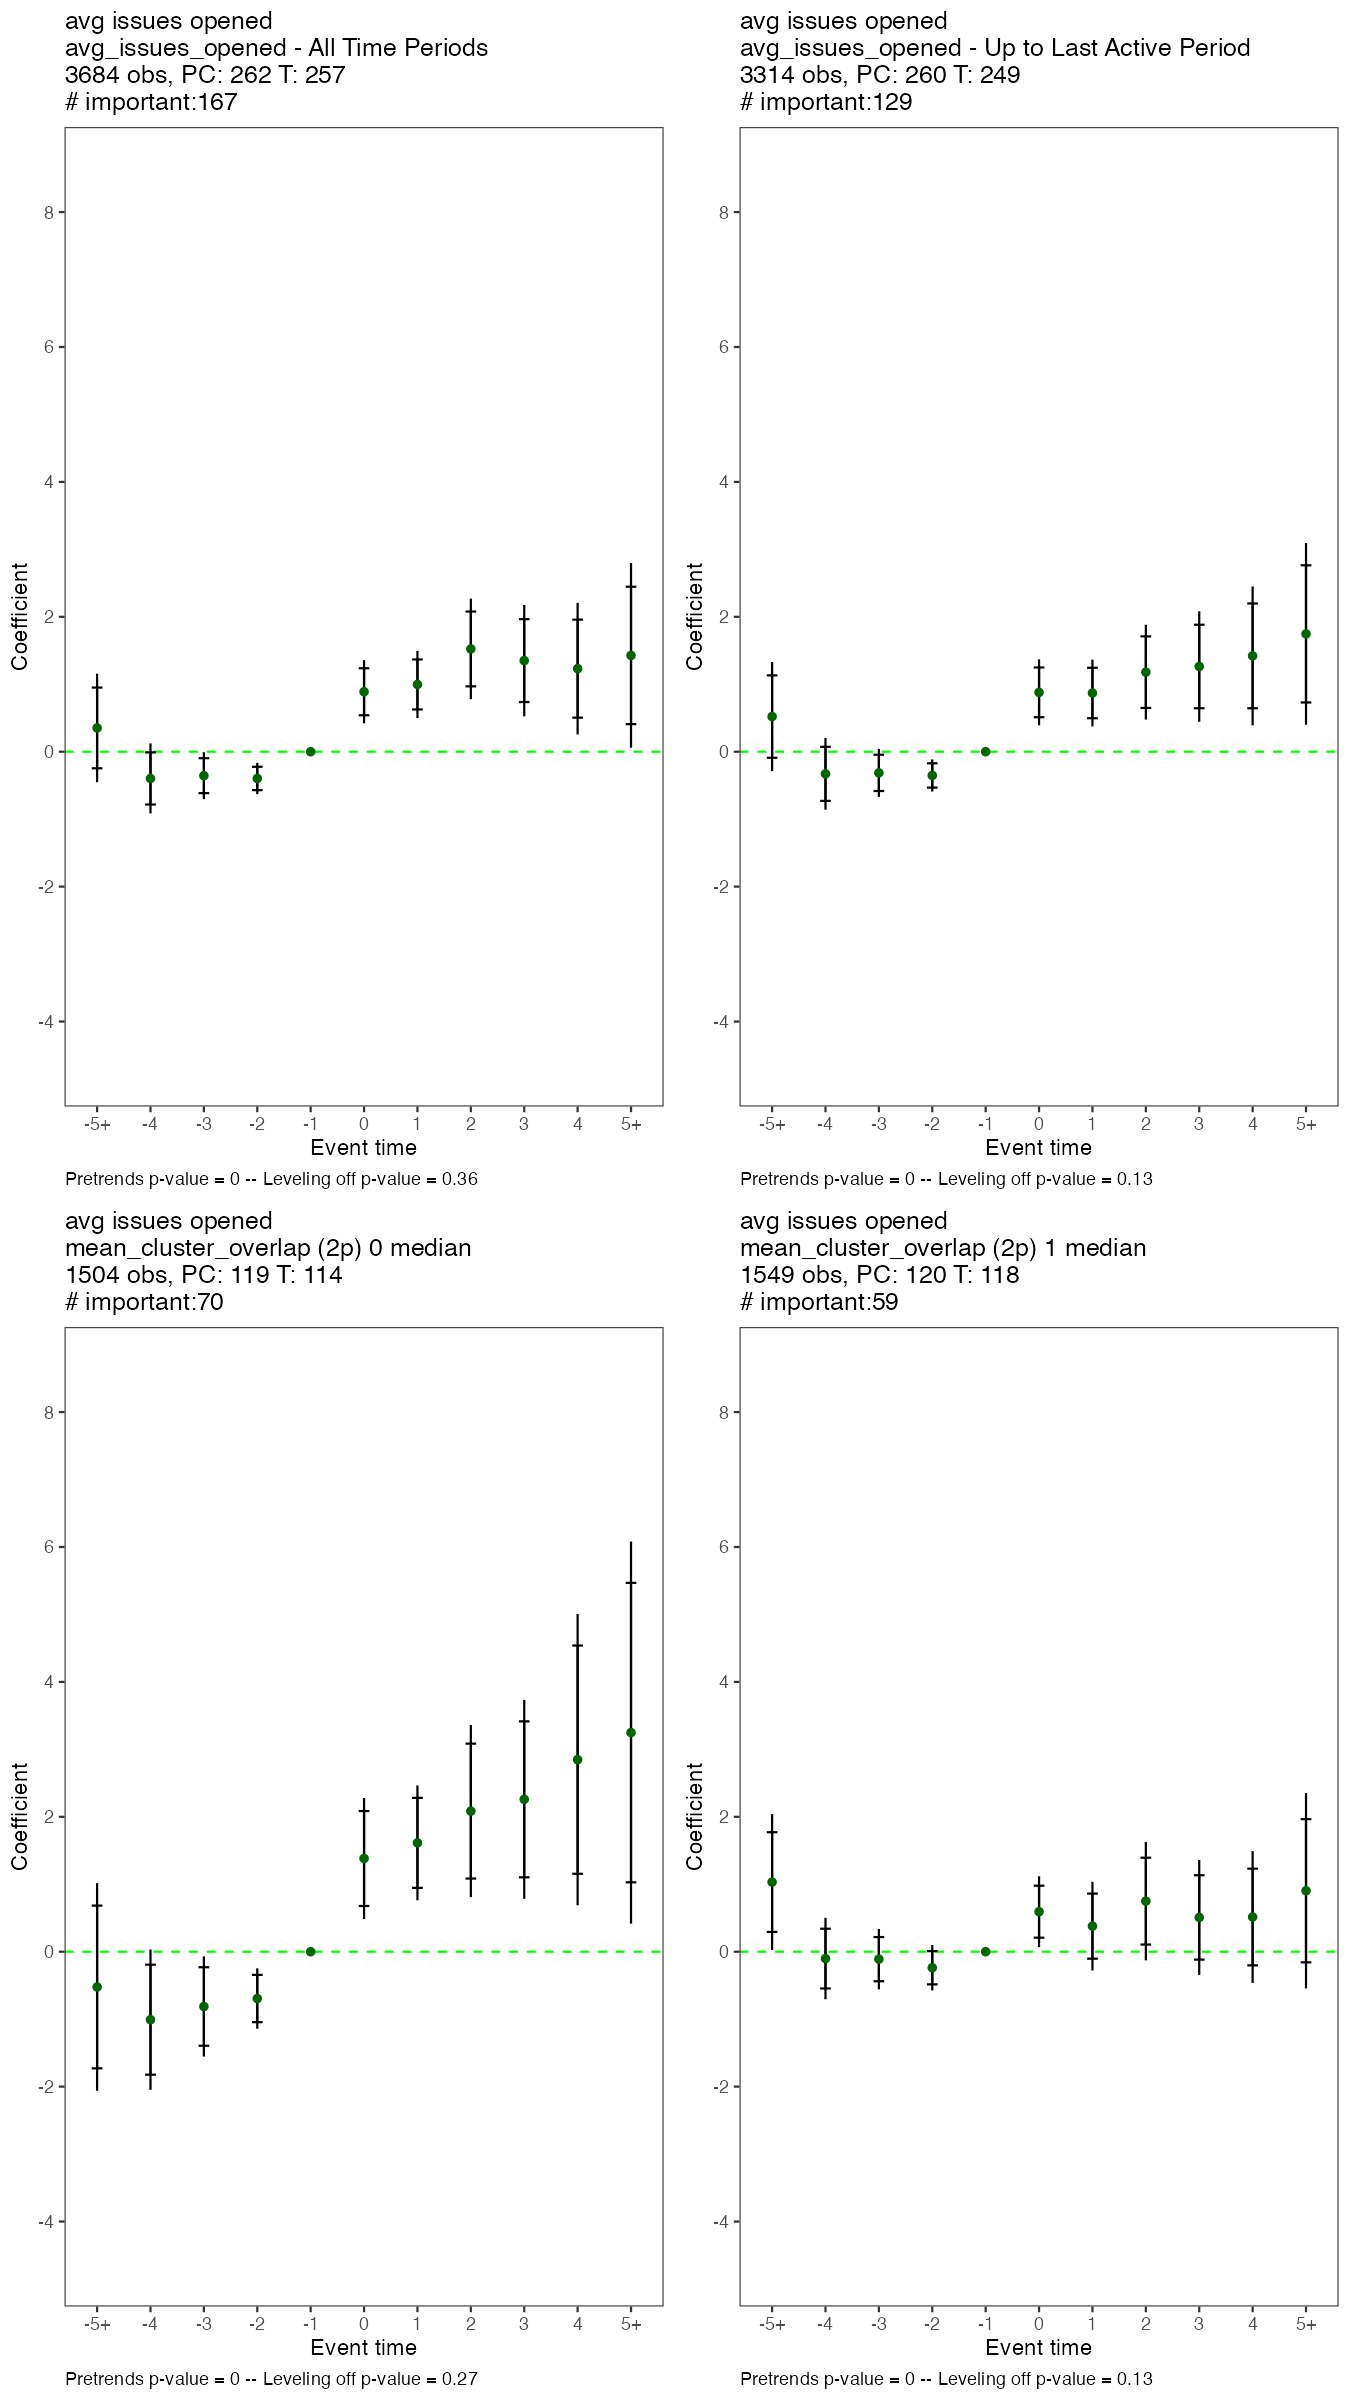 avg issues opened
avg_issues_opened - All Time Periods
3684 obs, PC: 262 T: 257
# important:167
8
6
4
2
0
-2
-4
Coefficient
-5+ -4 -3 -2 -1 0 1 2 3 4 5+
Event time
Pretrends p-value = 0 -- Leveling off p-value = 0.36
avg issues opened
avg_issues_opened - Up to Last Active Period
3314 obs, PC: 260 T: 249
# important:129
8
6
4
2
0
-2
-4
Coefficient
-5+ -4 -3 -2 -1 0 1 2 3 4 5+
Event time
Pretrends p-value = 0 -- Leveling off p-value = 0.13
avg issues opened
mean_cluster_overlap (2p) 0 median
1504 obs, PC: 119 T: 114
# important:70
8
6
4
2
0
-2
-4
Coefficient
-5+ -4 -3 -2 -1 0 1 2 3 4 5+
Event time
Pretrends p-value = 0 -- Leveling off p-value = 0.27
avg issues opened
mean_cluster_overlap (2p) 1 median
1549 obs, PC: 120 T: 118
# important:59
8
6
4
2
0
-2
-4
Coefficient
-5+ -4 -3 -2 -1 0 1 2 3 4 5+
Event time
Pretrends p-value = 0 -- Leveling off p-value = 0.13